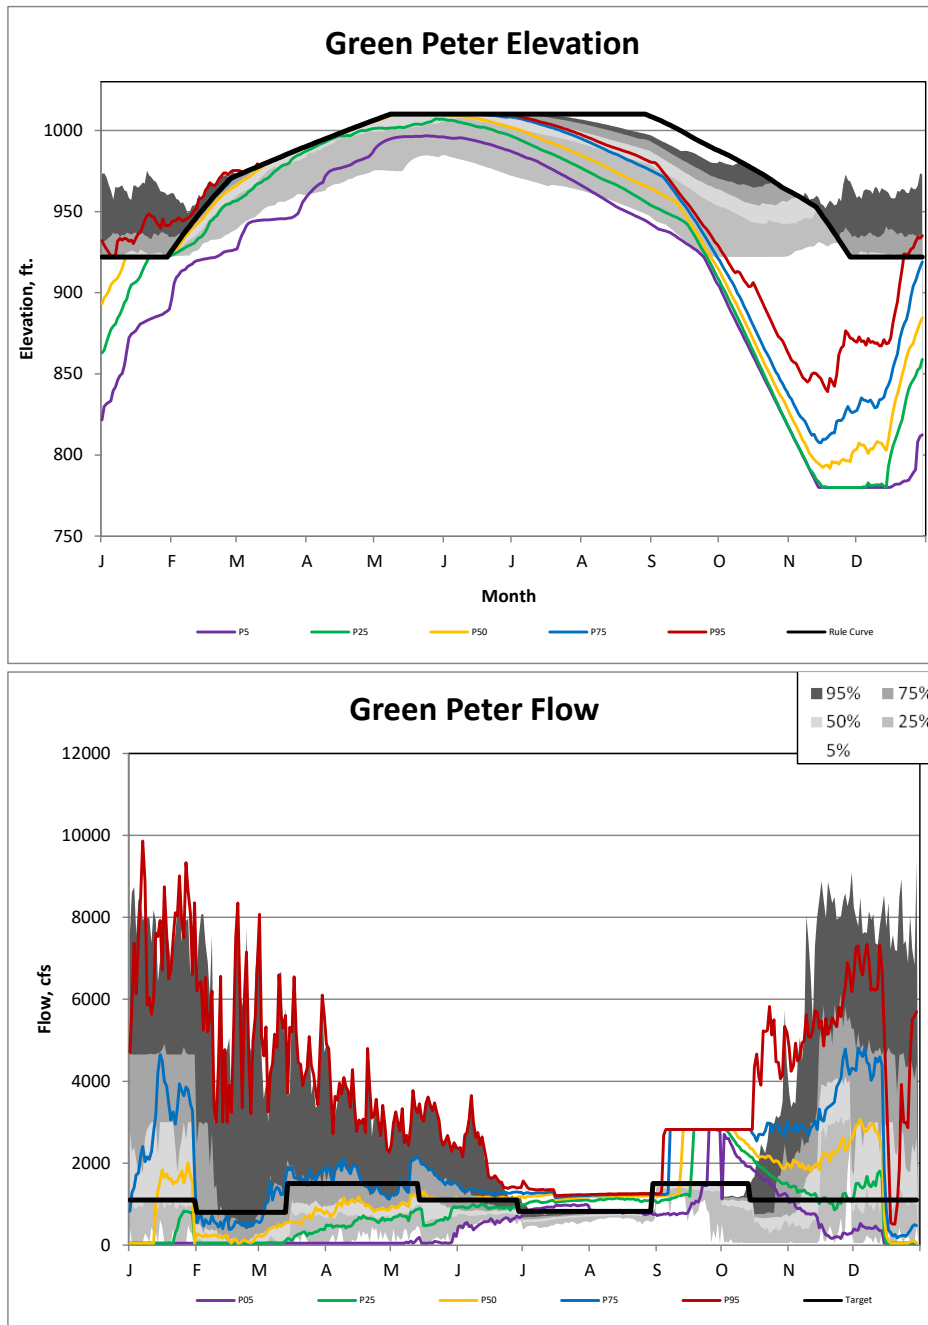 Green Peter Elevation
1000
950
900
850
800
750
Elevation, ft.
J F M A M J J A S O N D
Month
P5 P25 P50 P75 P95 Rule Curve
95% 75%
50% 25%
5%
Green Peter Flow
12000
10000
8000
6000
4000
2000
0
Flow, cfs
J F M A M J J A S O N D
P05 P25 P50 P75 P95 Target